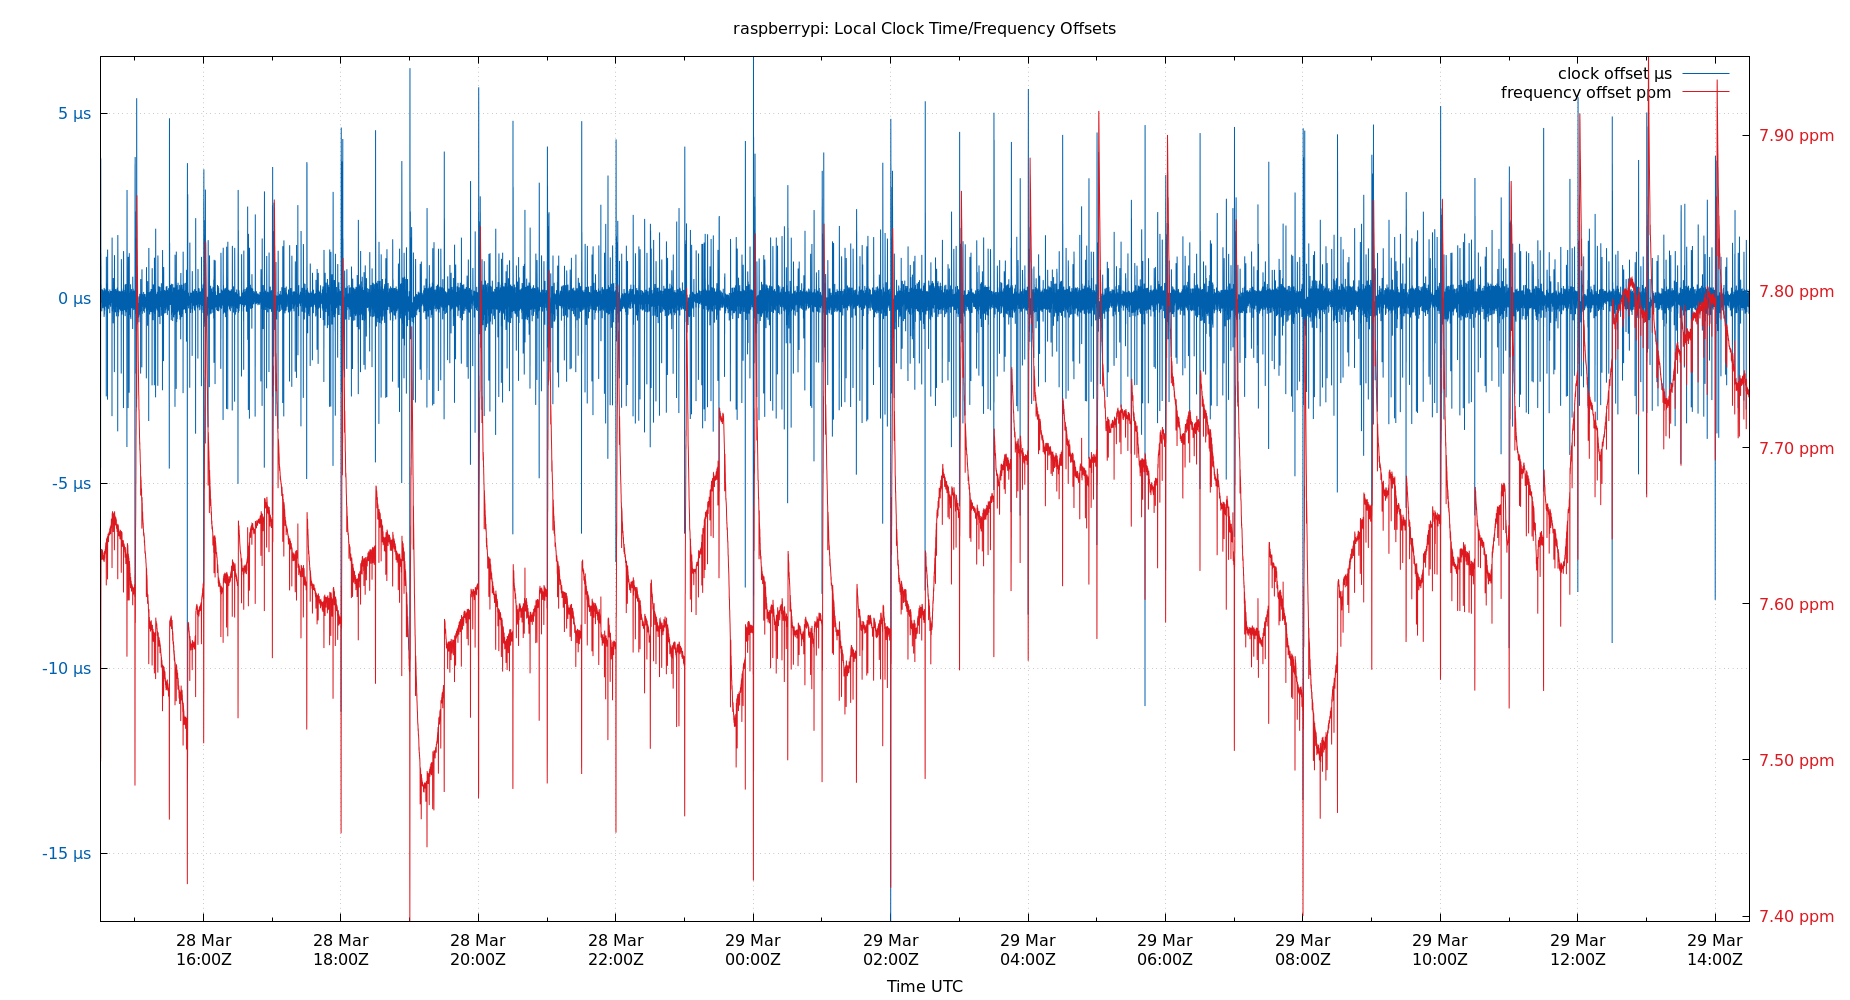 raspberrypi: Local Clock Time/Frequency Offsets
clock offset µs
frequency offset ppm
5 µs
0 µs
-5 µs
-10 µs
-15 µs
7.90 ppm
7.80 ppm
7.70 ppm
7.60 ppm
7.50 ppm
7.40 ppm
28 Mar 28 Mar 28 Mar 28 Mar 29 Mar 29 Mar 29 Mar 29 Mar 29 Mar 29 Mar 29 Mar 29 Mar
16:00Z 18:00Z 20:00Z 22:00Z 00:00Z 02:00Z 04:00Z 06:00Z 08:00Z 10:00Z 12:00Z 14:00Z
Time UTC